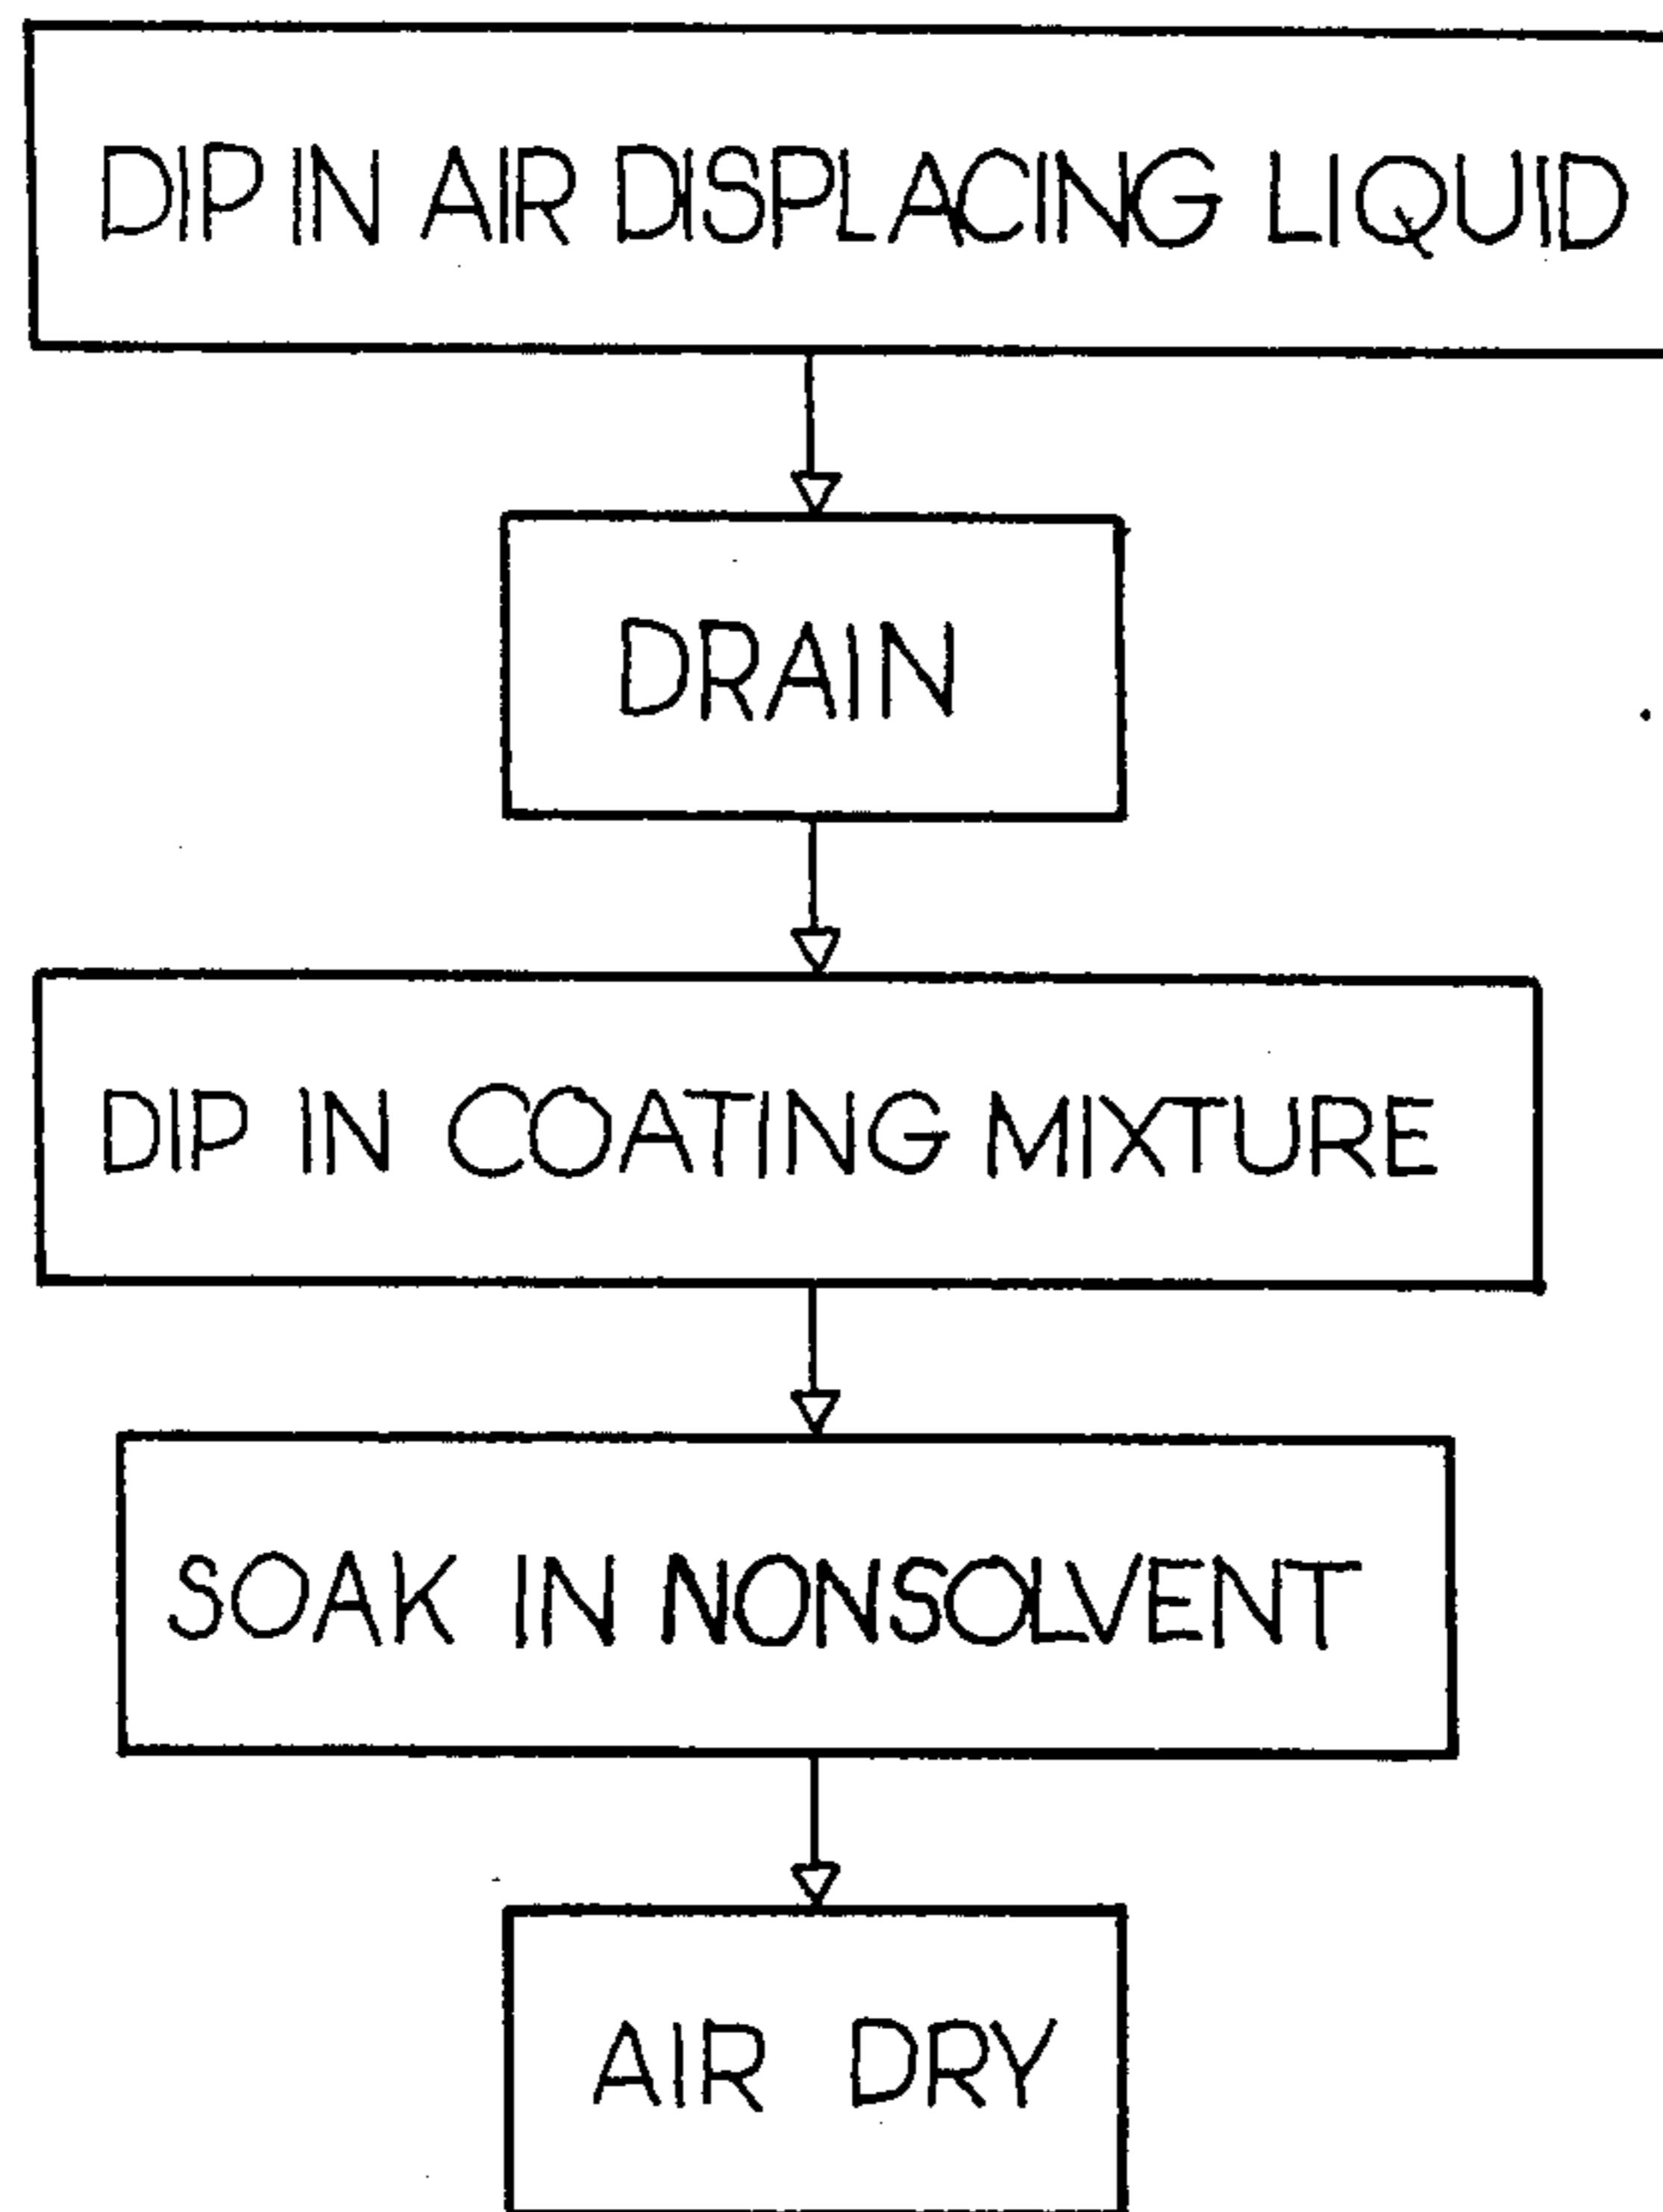 DIP IN AIR DISPLACING LIQUID
DRAIN
DIP IN COATING MIXTURE
SOAK IN NONSOLVENT
AIR DRY